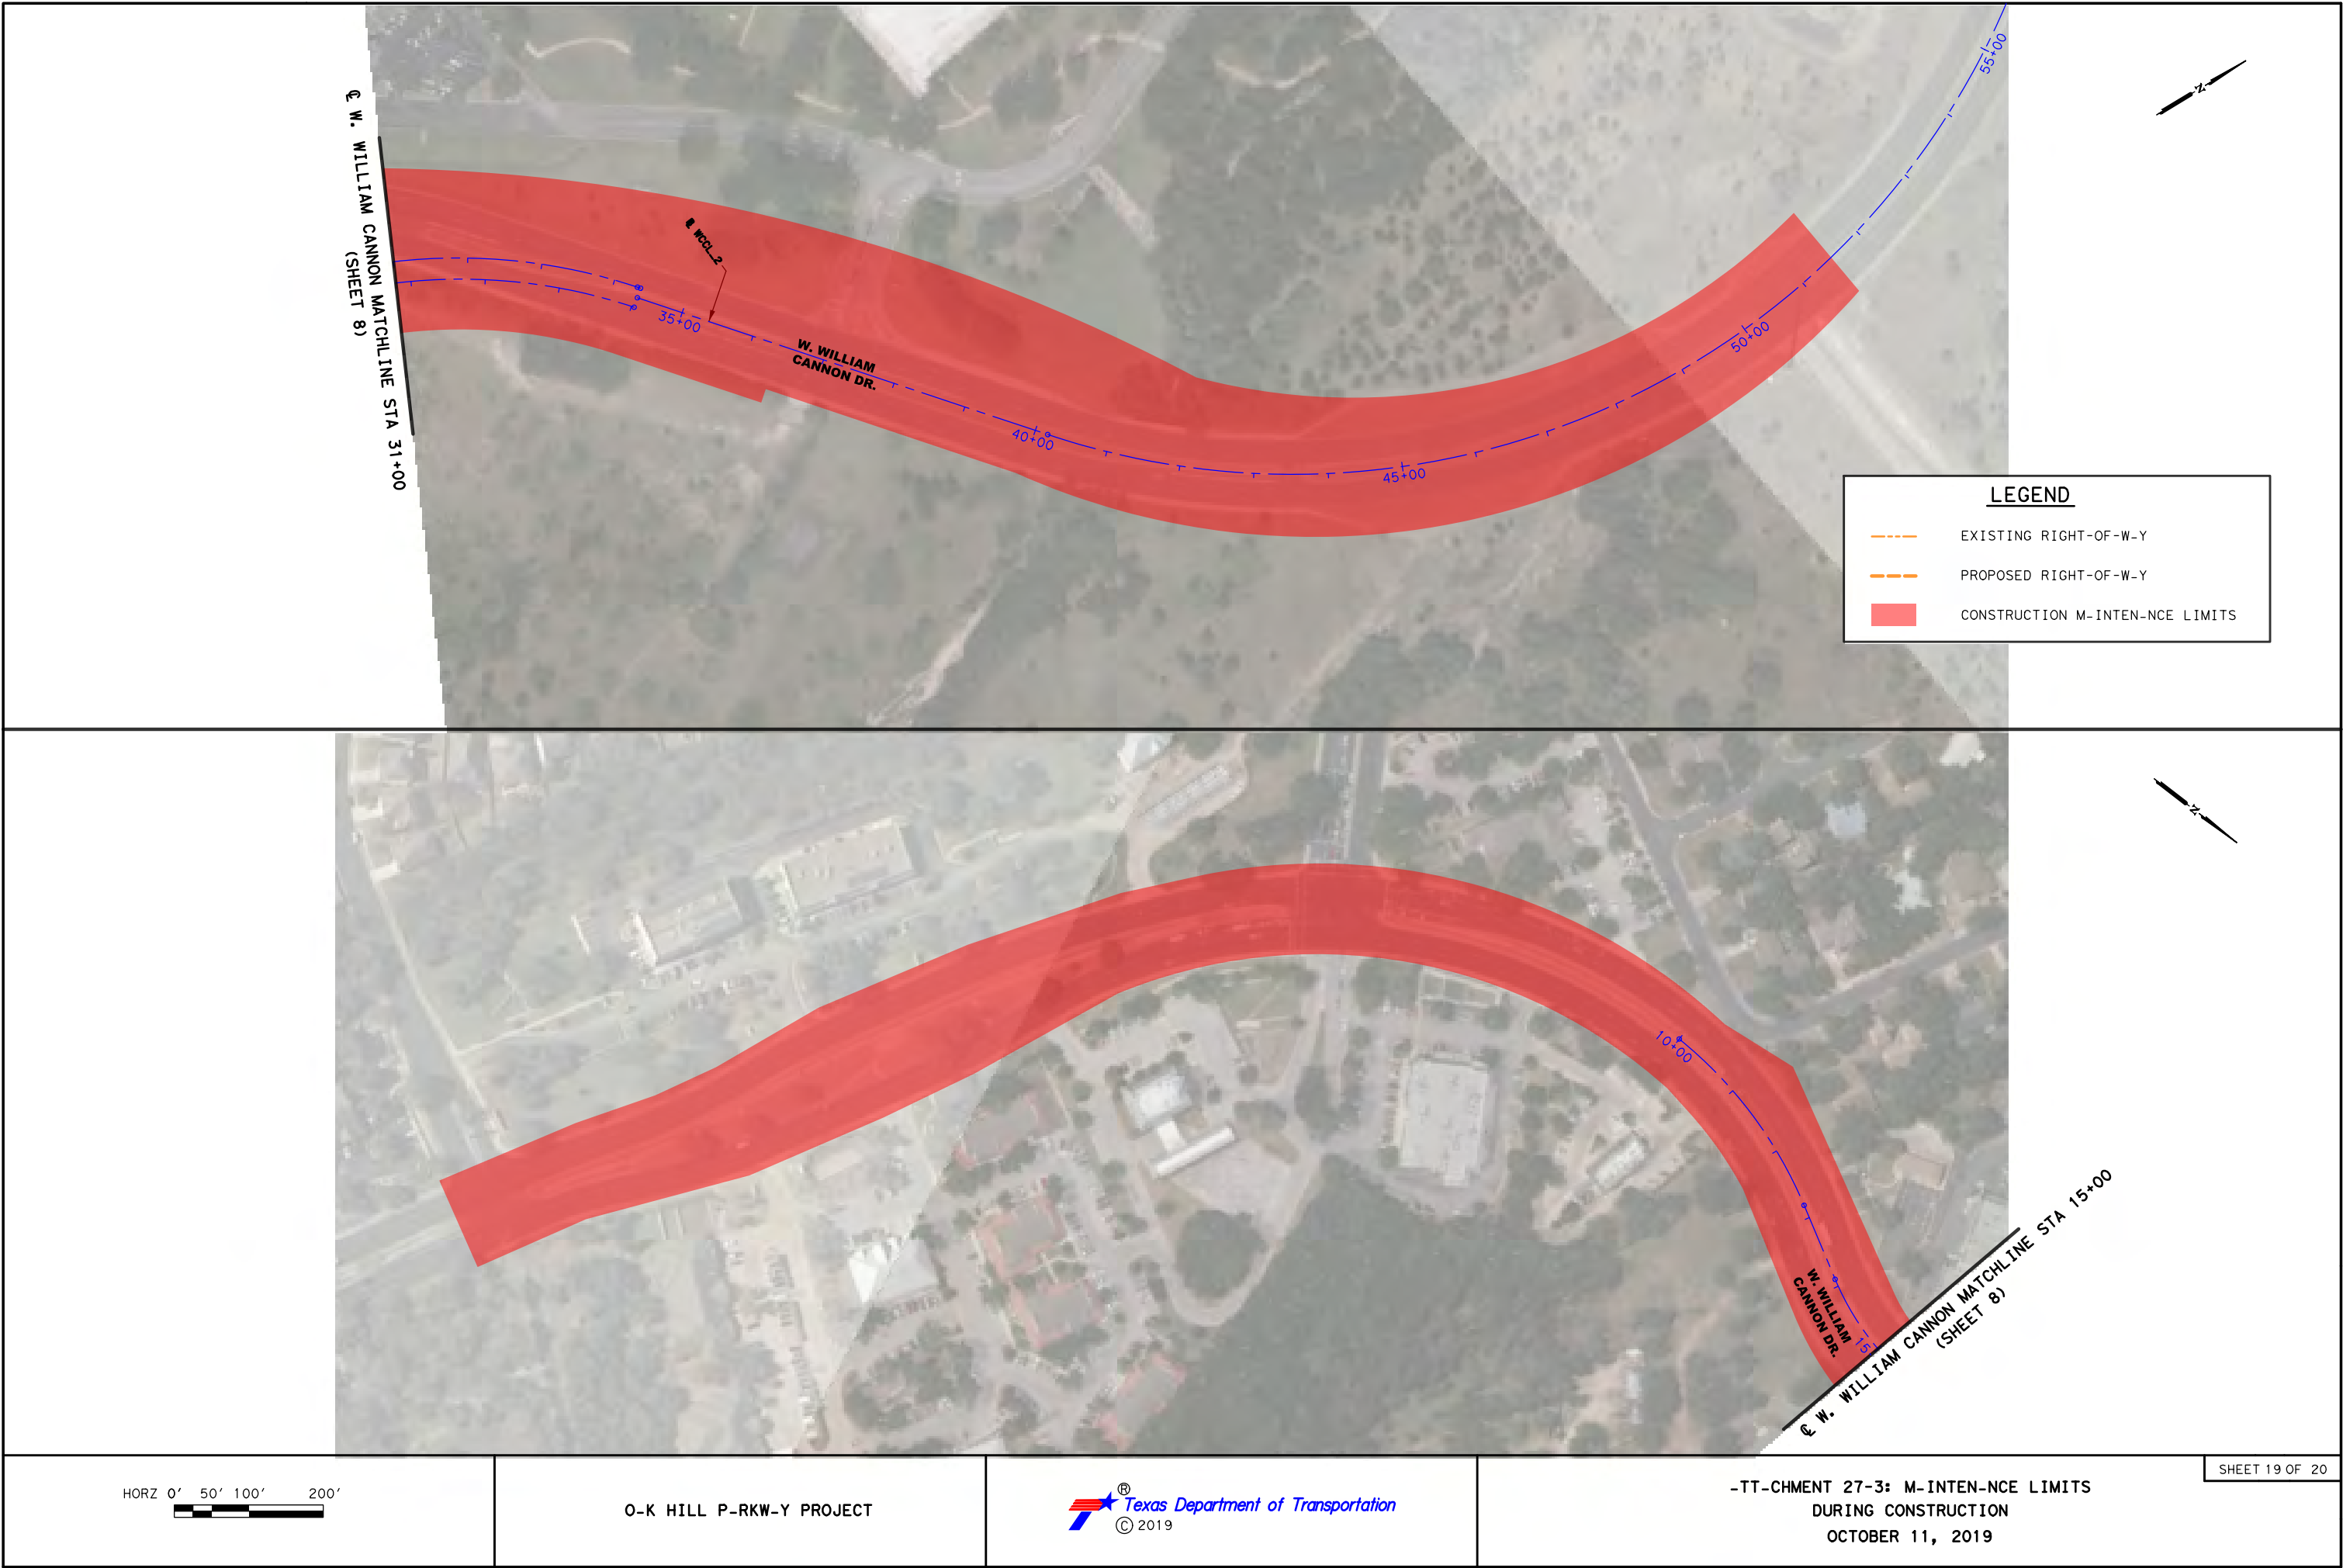 55+00
N
℄ W. WILLIAM CANNON MATCHLINE STA 31+00
(SHEET 8)
℄ WCCL_2
35+00
W. WILLIAM
CANNON DR.
40+00
45+00
50+00
LEGEND
EXISTING RIGHT-OF-W-Y
PROPOSED RIGHT-OF-W-Y
CONSTRUCTION M-INTEN-NCE LIMITS
N
10+00
W. WILLIAM
CANNON DR.
15
℄ W. WILLIAM CANNON MATCHLINE STA 15+00
(SHEET 8)
HORZ 0' 50' 100' 200'
O-K HILL P-RKW-Y PROJECT
®
Texas Department of Transportation
© 2019
SHEET 19 OF 20
-TT-CHMENT 27-3: M-INTEN-NCE LIMITS
DURING CONSTRUCTION
OCTOBER 11, 2019